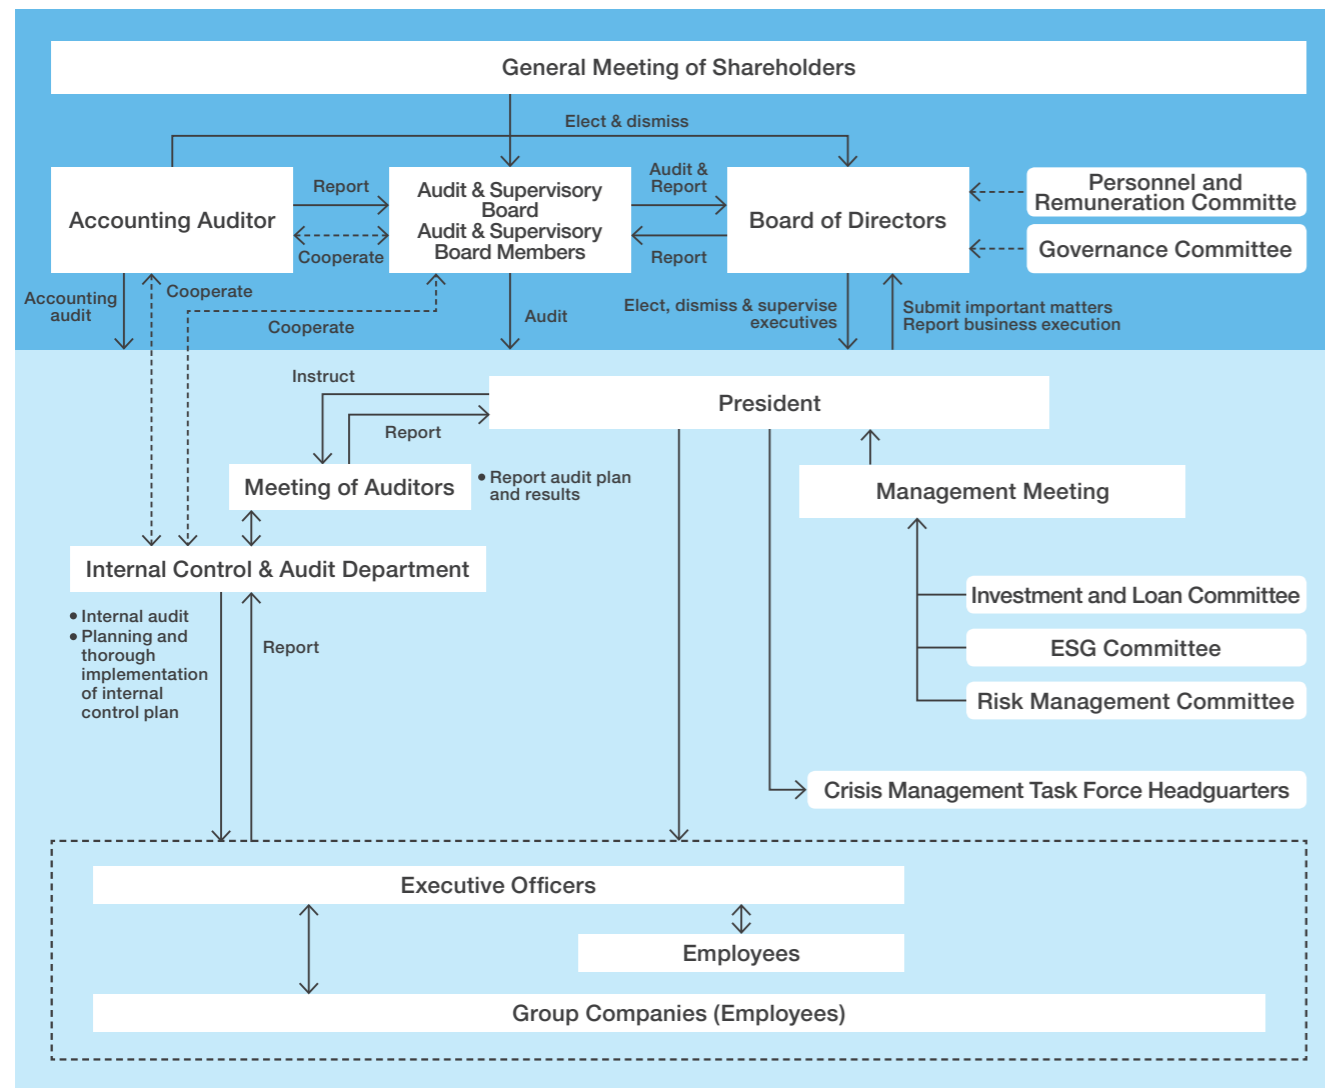 General Meeting of Shareholders
Elect & dismiss
Accounting Auditor
Report
Cooperate
Audit & Supervisory
Board
Audit & Supervisory
Board Members
Audit &
Report
Report
Board of Directors
Personnel and
Remuneration Committe
Governance Committee
Accounting
audit
Cooperate
Cooperate
Audit
Elect, dismiss & supervise
executives
Submit important matters
Report business execution
Instruct
President
Report
Meeting of Auditors
• Report audit plan
and results
Management Meeting
Internal Control & Audit Department
• Internal audit
• Planning and
thorough
implementation
of internal
control plan
Report
Investment and Loan Committee
ESG Committee
Risk Management Committee
Crisis Management Task Force Headguarters
Executive Officers
Employees
Group Companies (Employees)